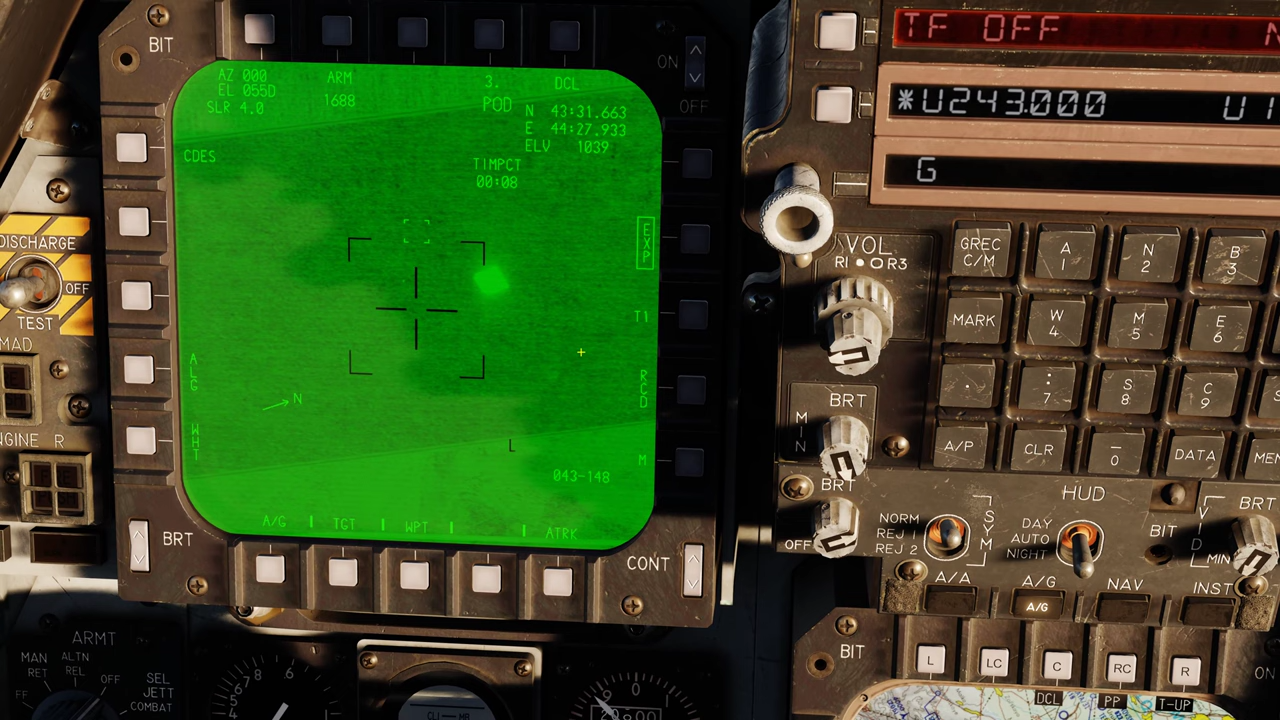 BIT
ON
OFF
AZ 000
EL 055D
SLR 4.0
ARM
1688
3.
POD
DCL
N 43:31.663
E 44:27.933
ELV 1039
CDES
TIMPCT
00:08
EXP
T1
RCD
M
ALG
WHT
N
043-148
A/G
TGT
WPT
ATRK
BRT
CONT
DISCHARGE
OFF
TEST
ARMT
MAN
RET
ALTN
REL
OFF
SEL
JETT
COMBAT
8
6
0
TF OFF N
*U243.000 U1
G
VOL
R1 R3
BRT
MIN
BRT
OFF
GREC
C/M
A
1
N
2
B
3
MARK
W
4
M
5
E
6
.
:
7
S
8
C
9
A/P
CLR
—
0
DATA
HUD
NORM
REJ 1
REJ 2
SYM
DAY
AUTO
NIGHT
BIT
VID
BRT
MIN
A/A
A/G
NAV
INST
A/G
BIT
L
LC
C
RC
R
ON
DCL
PP
T-UP